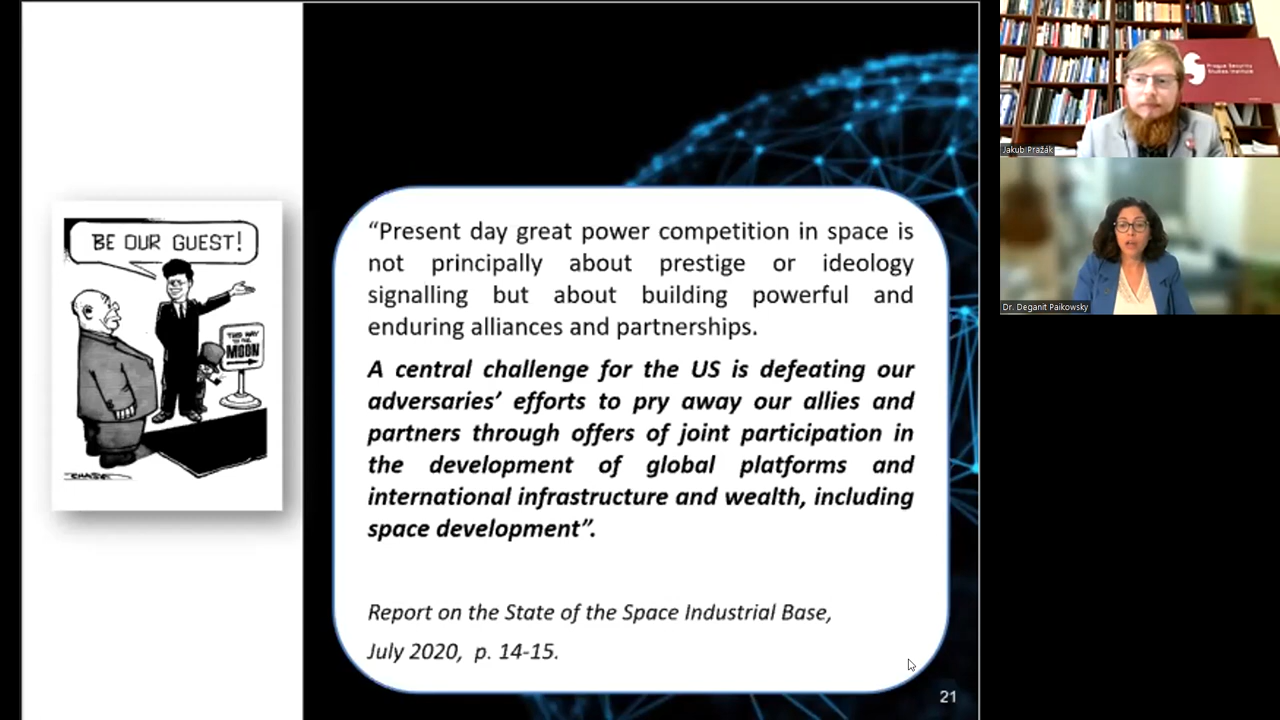 BE OUR GUEST!
THIS WAY
TO THE
MOON
“Present day great power competition in space is
not principally about prestige or ideology
signalling but about building powerful and
enduring alliances and partnerships.
A central challenge for the US is defeating our
adversaries’ efforts to pry away our allies and
partners through offers of joint participation in
the development of global platforms and
international infrastructure and wealth, including
space development”.
Report on the State of the Space Industrial Base,
July 2020, p. 14-15.
21
Prague Security
Studies Institute
Jakub Pražák
Dr. Deganit Paikowsky